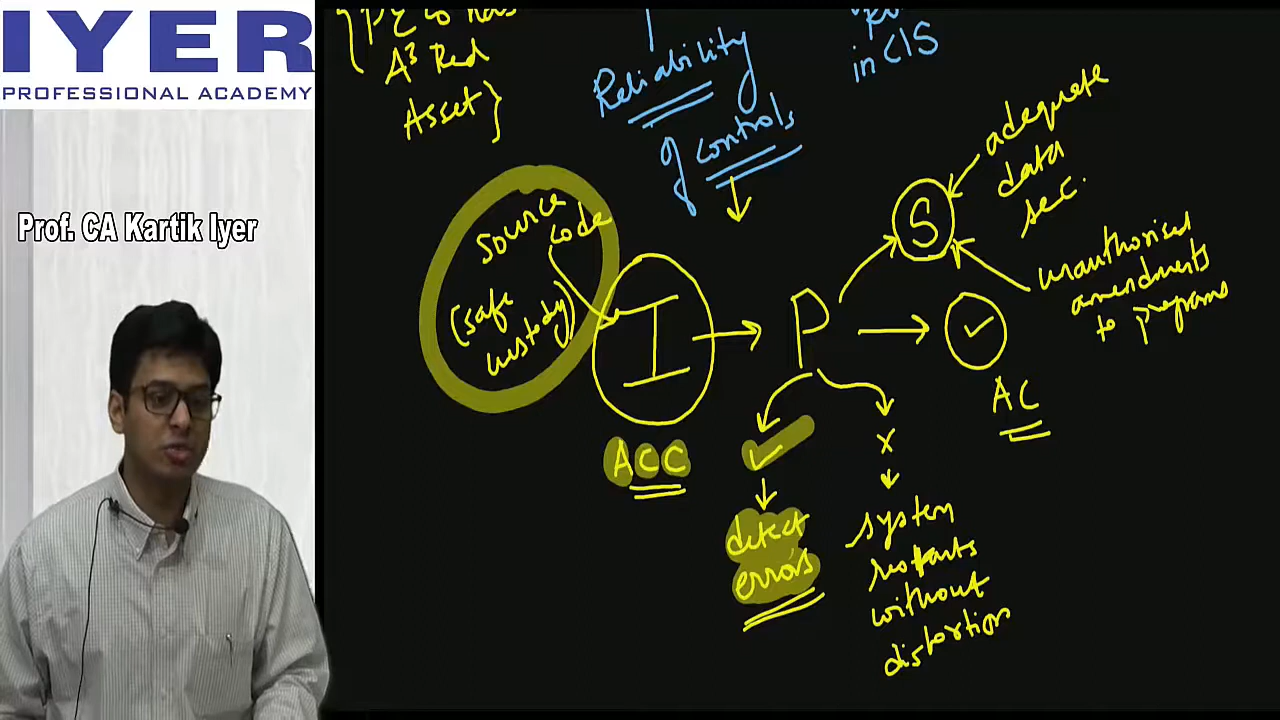 IYER
PROFESSIONAL ACADEMY
Prof. CA Kartik Iyer
A³ Red
Asset}
Reliability
of controls
in CIS
adequate
data
sec.
unauthorised
amendments
to programs
source
code
(safe
custody)
I
P
S
ACC
AC
detect
errors
x
system
restarts
without
distortion